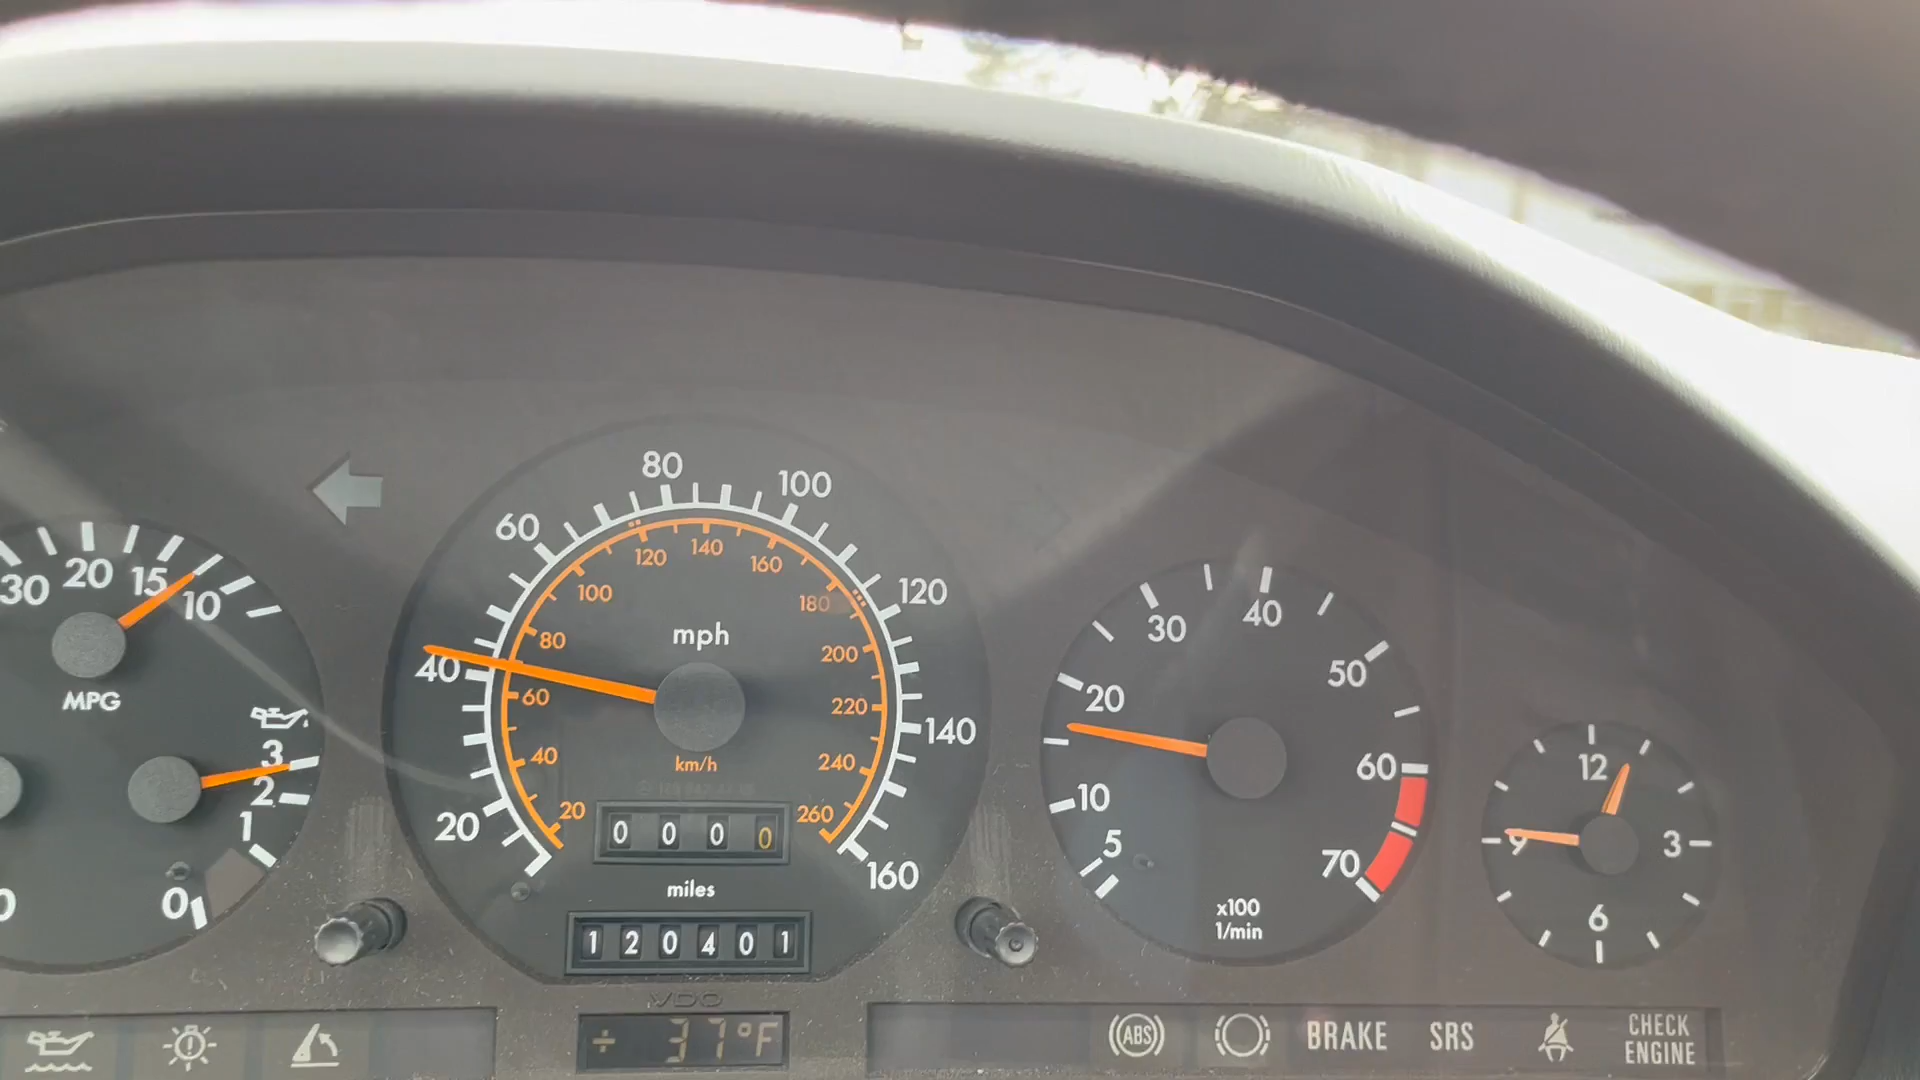 30 20 15 10
MPG
3
2
1
0
0
20 40 60 80 100 120 140 160
mph
20 40 60 80 100 120 140 160 180 200 220 240 260
km/h
0 0 0 0
miles
1 2 0 4 0 1
VDO
÷ 37°F
5 10 20 30 40 50 60 70
x100
1/min
12
3
6
9
ABS
BRAKE
SRS
CHECK
ENGINE